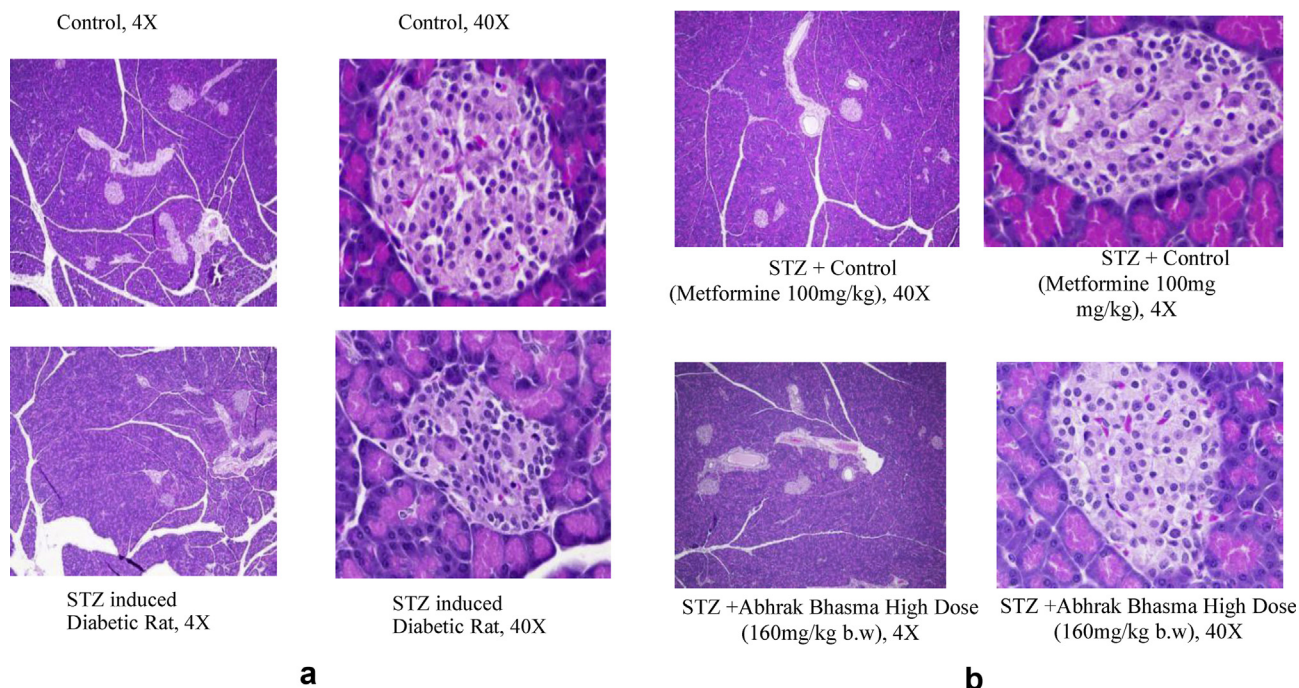 Control, 4X
Control, 40X
STZ induced
Diabetic Rat, 4X
STZ induced
Diabetic Rat, 40X
a
STZ + Control
(Metformine 100mg/kg), 40X
STZ + Control
(Metformine 100mg
mg/kg), 4X
STZ +Abhrak Bhasma High Dose
(160mg/kg b.w), 4X
STZ +Abhrak Bhasma High Dose
(160mg/kg b.w), 40X
b